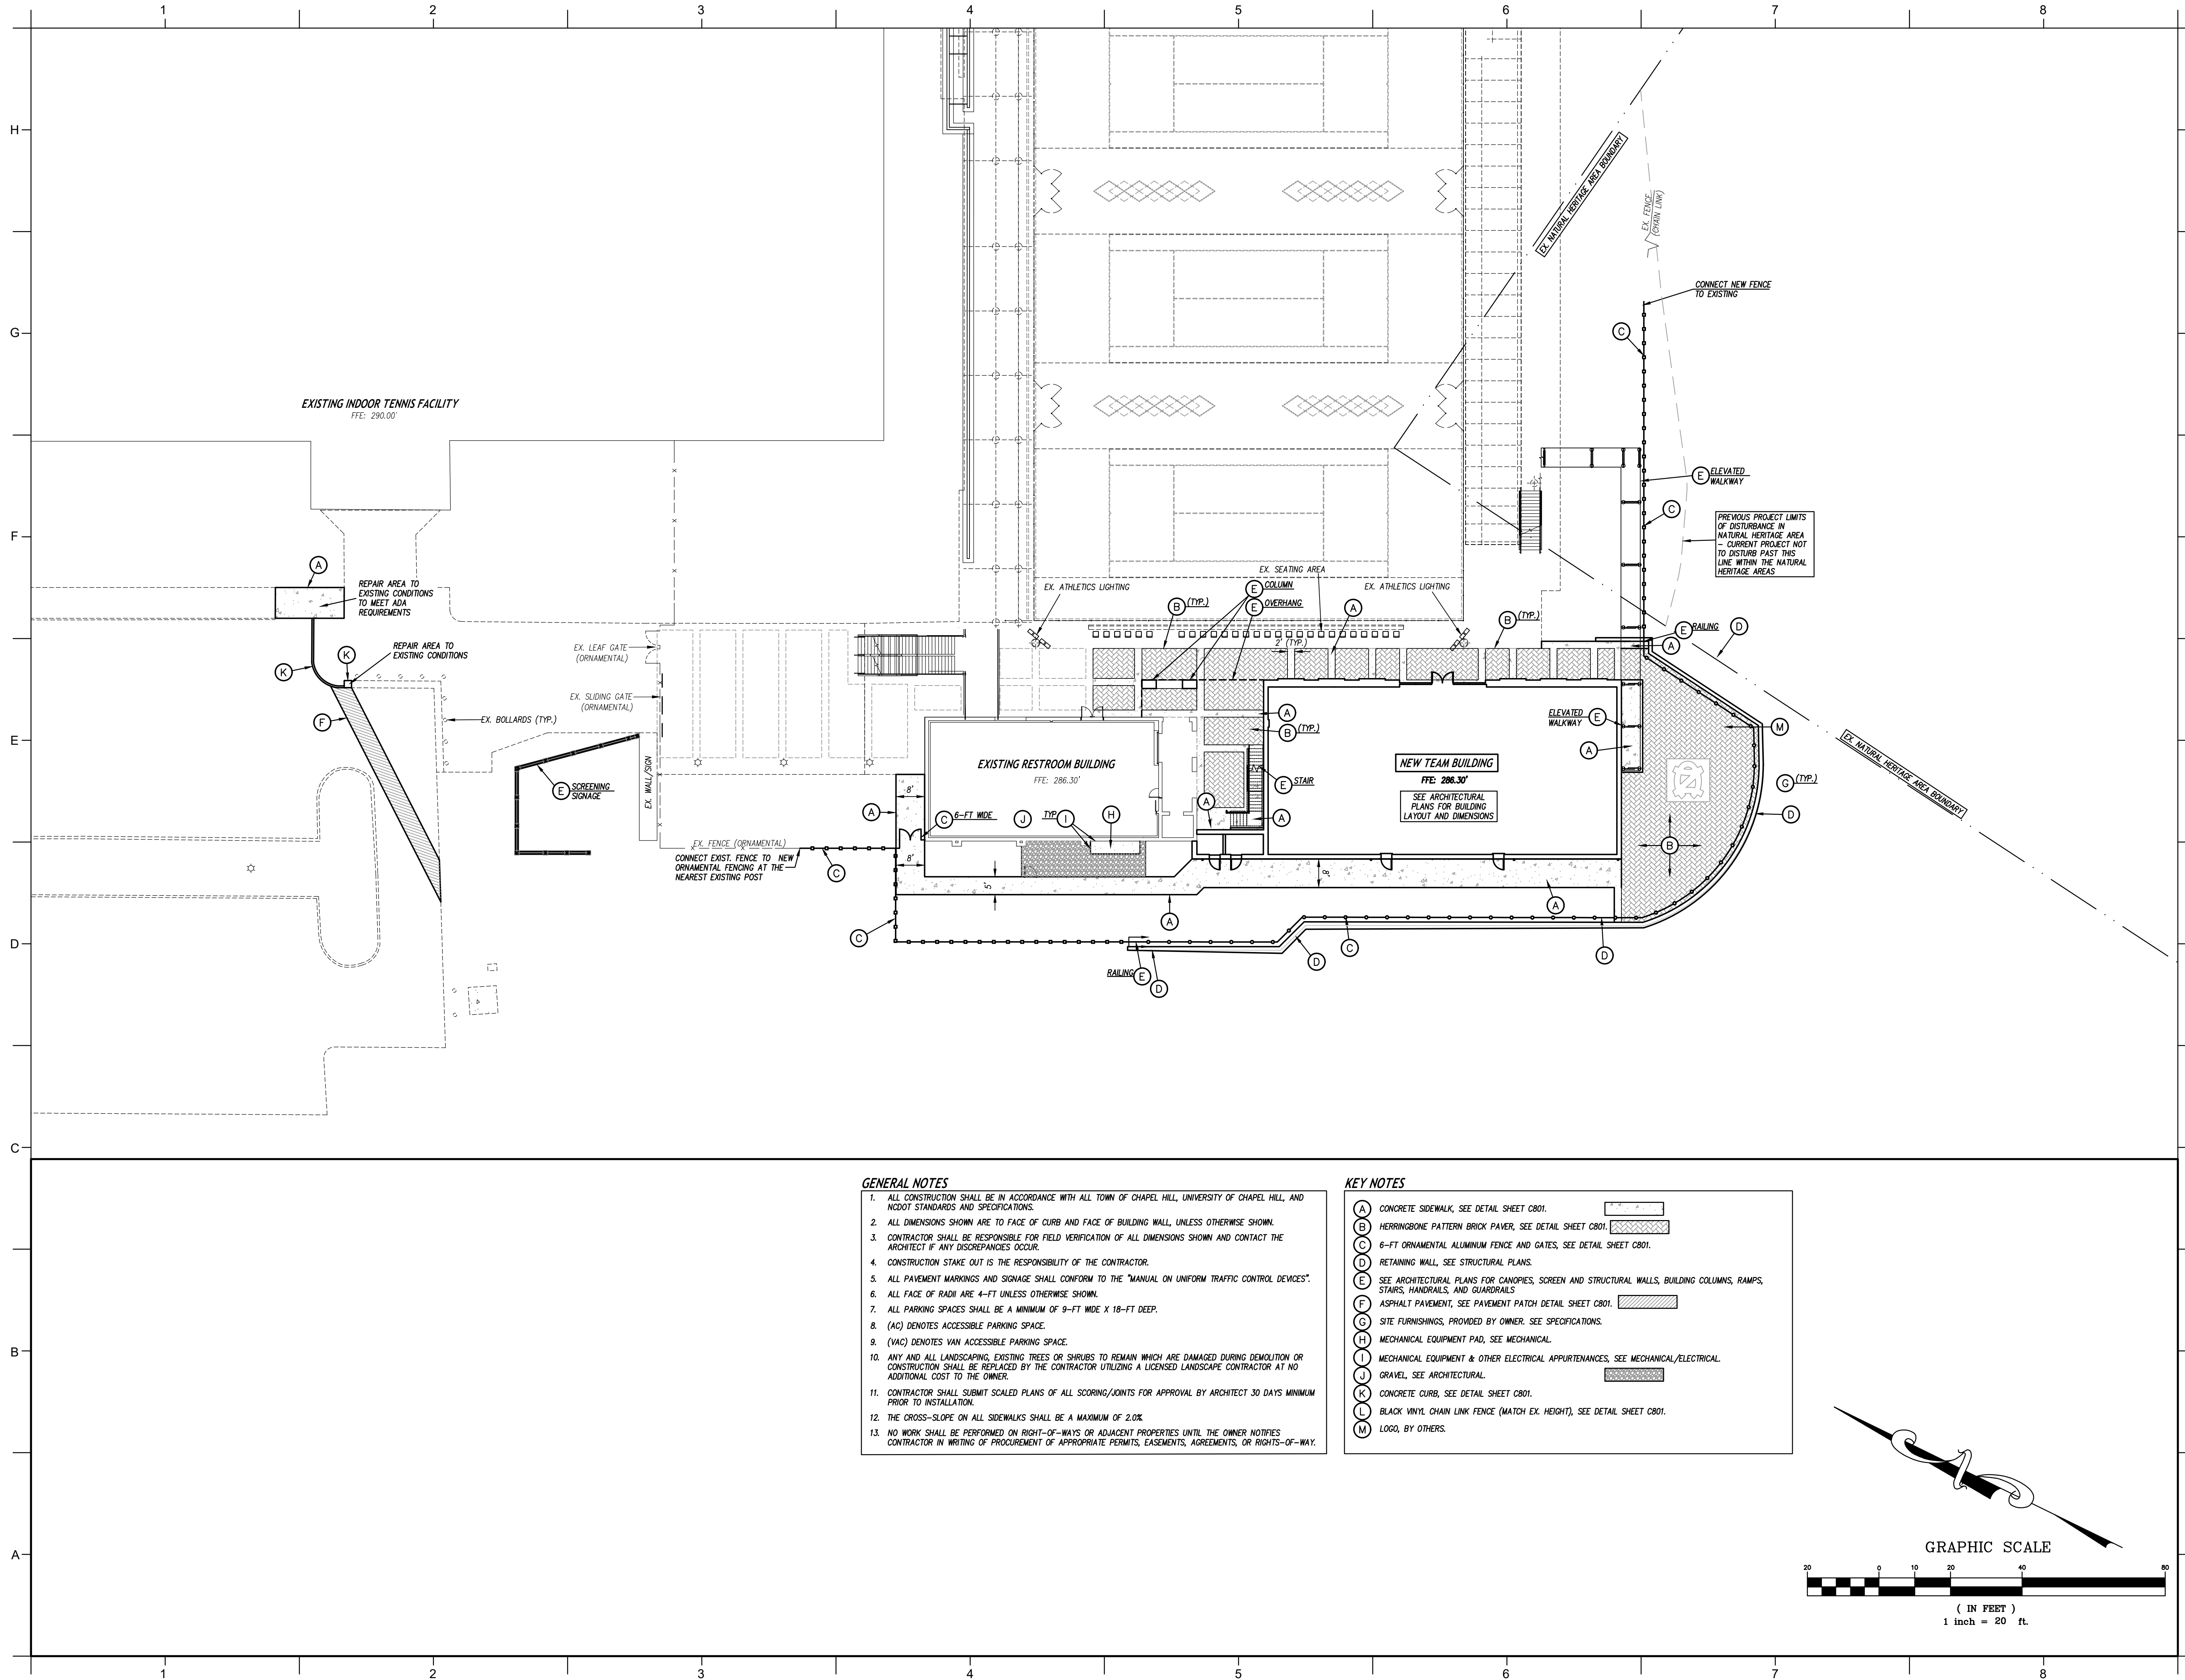 1 2 3 4 5 6 7 8
H
G
F
E
D
C
B
A
EX. NATURAL HERITAGE AREA BOUNDARY
EX. FENCE
(CHAIN LINK)
CONNECT NEW FENCE
TO EXISTING
C
EXISTING INDOOR TENNIS FACILITY
FFE: 290.00'
E ELEVATED
WALKWAY
C
PREVIOUS PROJECT LIMITS
OF DISTURBANCE IN
NATURAL HERITAGE AREA
– CURRENT PROJECT NOT
TO DISTURB PAST THIS
LINE WITHIN THE NATURAL
HERITAGE AREAS
A
REPAIR AREA TO
EXISTING CONDITIONS
TO MEET ADA
REQUIREMENTS
EX. SEATING AREA
EX. ATHLETICS LIGHTING
E COLUMN
EX. ATHLETICS LIGHTING
B (TYP.)
E OVERHANG
A
B (TYP.)
E RAILING
D
A
K
REPAIR AREA TO
EXISTING CONDITIONS
K
EX. LEAF GATE
(ORNAMENTAL)
2' (TYP.)
EX. SLIDING GATE
(ORNAMENTAL)
F
EX. BOLLARDS (TYP.)
A
B (TYP.)
ELEVATED
WALKWAY E
M
A
EX. NATURAL HERITAGE AREA BOUNDARY
EXISTING RESTROOM BUILDING
FFE: 286.30'
NEW TEAM BUILDING
FFE: 286.30'
SEE ARCHITECTURAL
PLANS FOR BUILDING
LAYOUT AND DIMENSIONS
E STAIR
G (TYP.)
D
E SCREENING
SIGNAGE
EX. WALL/SIGN
8'
A
C 6–FT WIDE
J
TYP.
I
H
A
A
B
EX. FENCE (ORNAMENTAL)
CONNECT EXIST. FENCE TO NEW
ORNAMENTAL FENCING AT THE
NEAREST EXISTING POST
C
8'
5'
8'
A
A
C
C
D
D
RAILING E
D
GENERAL NOTES
1. ALL CONSTRUCTION SHALL BE IN ACCORDANCE WITH ALL TOWN OF CHAPEL HILL, UNIVERSITY OF CHAPEL HILL, AND
NCDOT STANDARDS AND SPECIFICATIONS.
2. ALL DIMENSIONS SHOWN ARE TO FACE OF CURB AND FACE OF BUILDING WALL, UNLESS OTHERWISE SHOWN.
3. CONTRACTOR SHALL BE RESPONSIBLE FOR FIELD VERIFICATION OF ALL DIMENSIONS SHOWN AND CONTACT THE
ARCHITECT IF ANY DISCREPANCIES OCCUR.
4. CONSTRUCTION STAKE OUT IS THE RESPONSIBILITY OF THE CONTRACTOR.
5. ALL PAVEMENT MARKINGS AND SIGNAGE SHALL CONFORM TO THE "MANUAL ON UNIFORM TRAFFIC CONTROL DEVICES".
6. ALL FACE OF RADII ARE 4–FT UNLESS OTHERWISE SHOWN.
7. ALL PARKING SPACES SHALL BE A MINIMUM OF 9–FT WIDE X 18–FT DEEP.
8. (AC) DENOTES ACCESSIBLE PARKING SPACE.
9. (VAC) DENOTES VAN ACCESSIBLE PARKING SPACE.
10. ANY AND ALL LANDSCAPING, EXISTING TREES OR SHRUBS TO REMAIN WHICH ARE DAMAGED DURING DEMOLITION OR
CONSTRUCTION SHALL BE REPLACED BY THE CONTRACTOR UTILIZING A LICENSED LANDSCAPE CONTRACTOR AT NO
ADDITIONAL COST TO THE OWNER.
11. CONTRACTOR SHALL SUBMIT SCALED PLANS OF ALL SCORING/JOINTS FOR APPROVAL BY ARCHITECT 30 DAYS MINIMUM
PRIOR TO INSTALLATION.
12. THE CROSS–SLOPE ON ALL SIDEWALKS SHALL BE A MAXIMUM OF 2.0%.
13. NO WORK SHALL BE PERFORMED ON RIGHT–OF–WAYS OR ADJACENT PROPERTIES UNTIL THE OWNER NOTIFIES
CONTRACTOR IN WRITING OF PROCUREMENT OF APPROPRIATE PERMITS, EASEMENTS, AGREEMENTS, OR RIGHTS–OF–WAY.
KEY NOTES
A CONCRETE SIDEWALK, SEE DETAIL SHEET C801.
B HERRINGBONE PATTERN BRICK PAVER, SEE DETAIL SHEET C801.
C 6–FT ORNAMENTAL ALUMINUM FENCE AND GATES, SEE DETAIL SHEET C801.
D RETAINING WALL, SEE STRUCTURAL PLANS.
E SEE ARCHITECTURAL PLANS FOR CANOPIES, SCREEN AND STRUCTURAL WALLS, BUILDING COLUMNS, RAMPS,
STAIRS, HANDRAILS, AND GUARDRAILS
F ASPHALT PAVEMENT, SEE PAVEMENT PATCH DETAIL SHEET C801.
G SITE FURNISHINGS, PROVIDED BY OWNER. SEE SPECIFICATIONS.
H MECHANICAL EQUIPMENT PAD, SEE MECHANICAL.
I MECHANICAL EQUIPMENT & OTHER ELECTRICAL APPURTENANCES, SEE MECHANICAL/ELECTRICAL.
J GRAVEL, SEE ARCHITECTURAL.
K CONCRETE CURB, SEE DETAIL SHEET C801.
L BLACK VINYL CHAIN LINK FENCE (MATCH EX. HEIGHT), SEE DETAIL SHEET C801.
M LOGO, BY OTHERS.
GRAPHIC SCALE
20 0 10 20 40 80
( IN FEET )
1 inch = 20 ft.
1 2 3 4 5 6 7 8